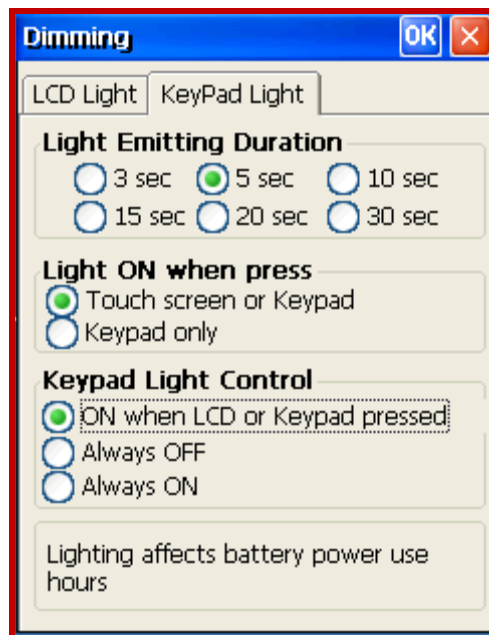 Dimming OK
LCD Light KeyPad Light
Light Emitting Duration
3 sec 5 sec 10 sec
15 sec 20 sec 30 sec
Light ON when press
Touch screen or Keypad
Keypad only
Keypad Light Control
ON when LCD or Keypad pressed
Always OFF
Always ON
Lighting affects battery power use
hours